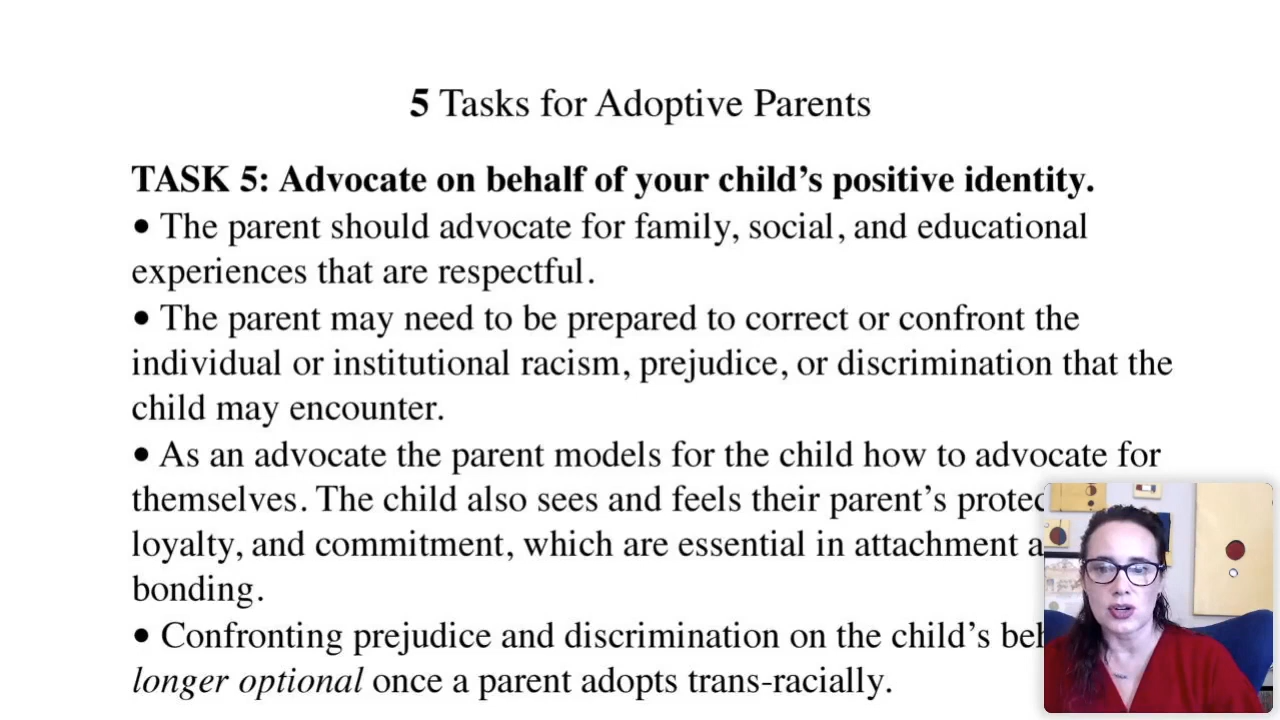 5 Tasks for Adoptive Parents
TASK 5: Advocate on behalf of your child’s positive identity.
• The parent should advocate for family, social, and educational
experiences that are respectful.
• The parent may need to be prepared to correct or confront the
individual or institutional racism, prejudice, or discrimination that the
child may encounter.
• As an advocate the parent models for the child how to advocate for
themselves. The child also sees and feels their parent’s
loyalty, and commitment, which are essential in attachment
bonding.
• Confronting prejudice and discrimination on the child’s
longer optional once a parent adopts trans-racially.